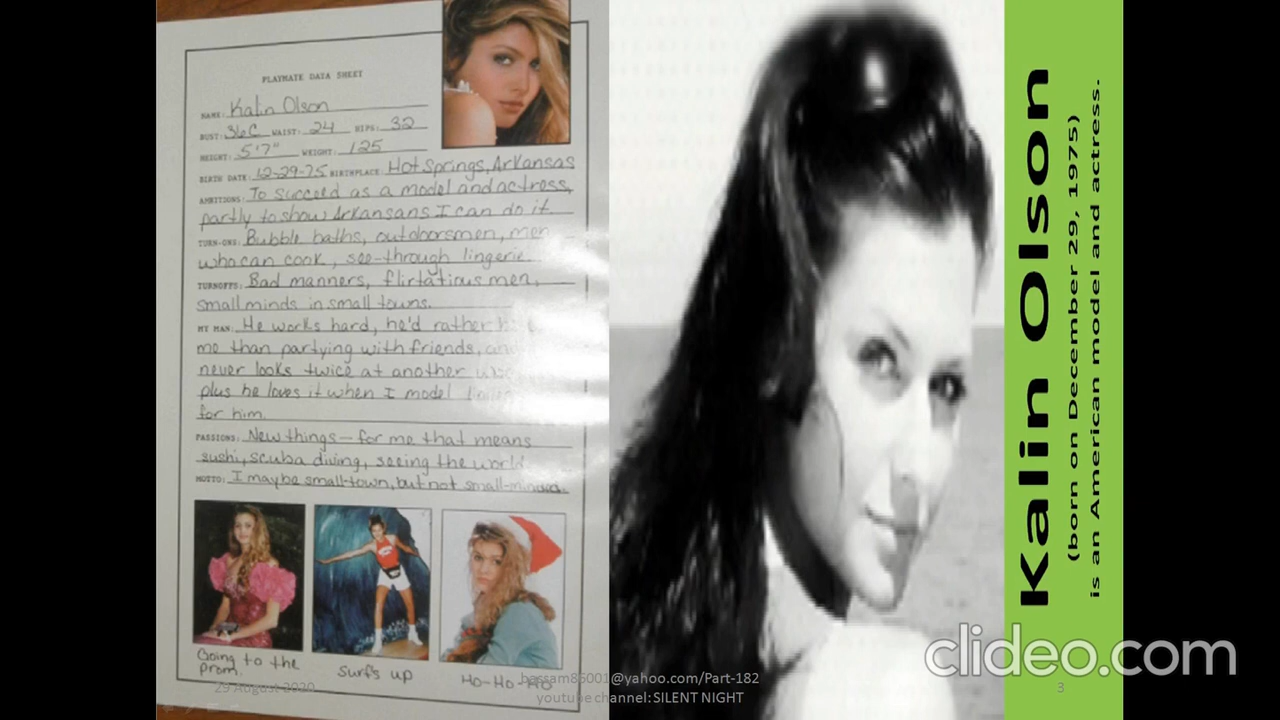 PLAYMATE DATA SHEET
NAME: Kalin Olson
BUST: 36C WAIST: 24 HIPS: 32
HEIGHT: 5'7" WEIGHT: 125
BIRTH DATE: 12-29-75 BIRTHPLACE: Hot Springs, Arkansas
AMBITIONS: To succeed as a model and actress,
partly to show Arkansans I can do it.
TURN-ONS: Bubble baths, outdoorsmen, men
who can cook, see-through lingerie.
TURNOFFS: Bad manners, flirtatious men,
small minds in small towns.
MY MAN: He works hard, he'd rather
me than partying with friends, and
never looks twice at another
plus he loves it when I model
for him.
PASSIONS: New things— for me that means
sushi, scuba diving, seeing the world.
MOTTO: I may be small-town, but not small-minded.
Going to the
prom.
Surf's up
Ho-Ho-Ho
Kalin Olson
(born on December 29, 1975)
is an American model and actress.
clideo.com
29 August 2020
bassam86001@yahoo.com/Part-182
youtube channel: SILENT NIGHT
3